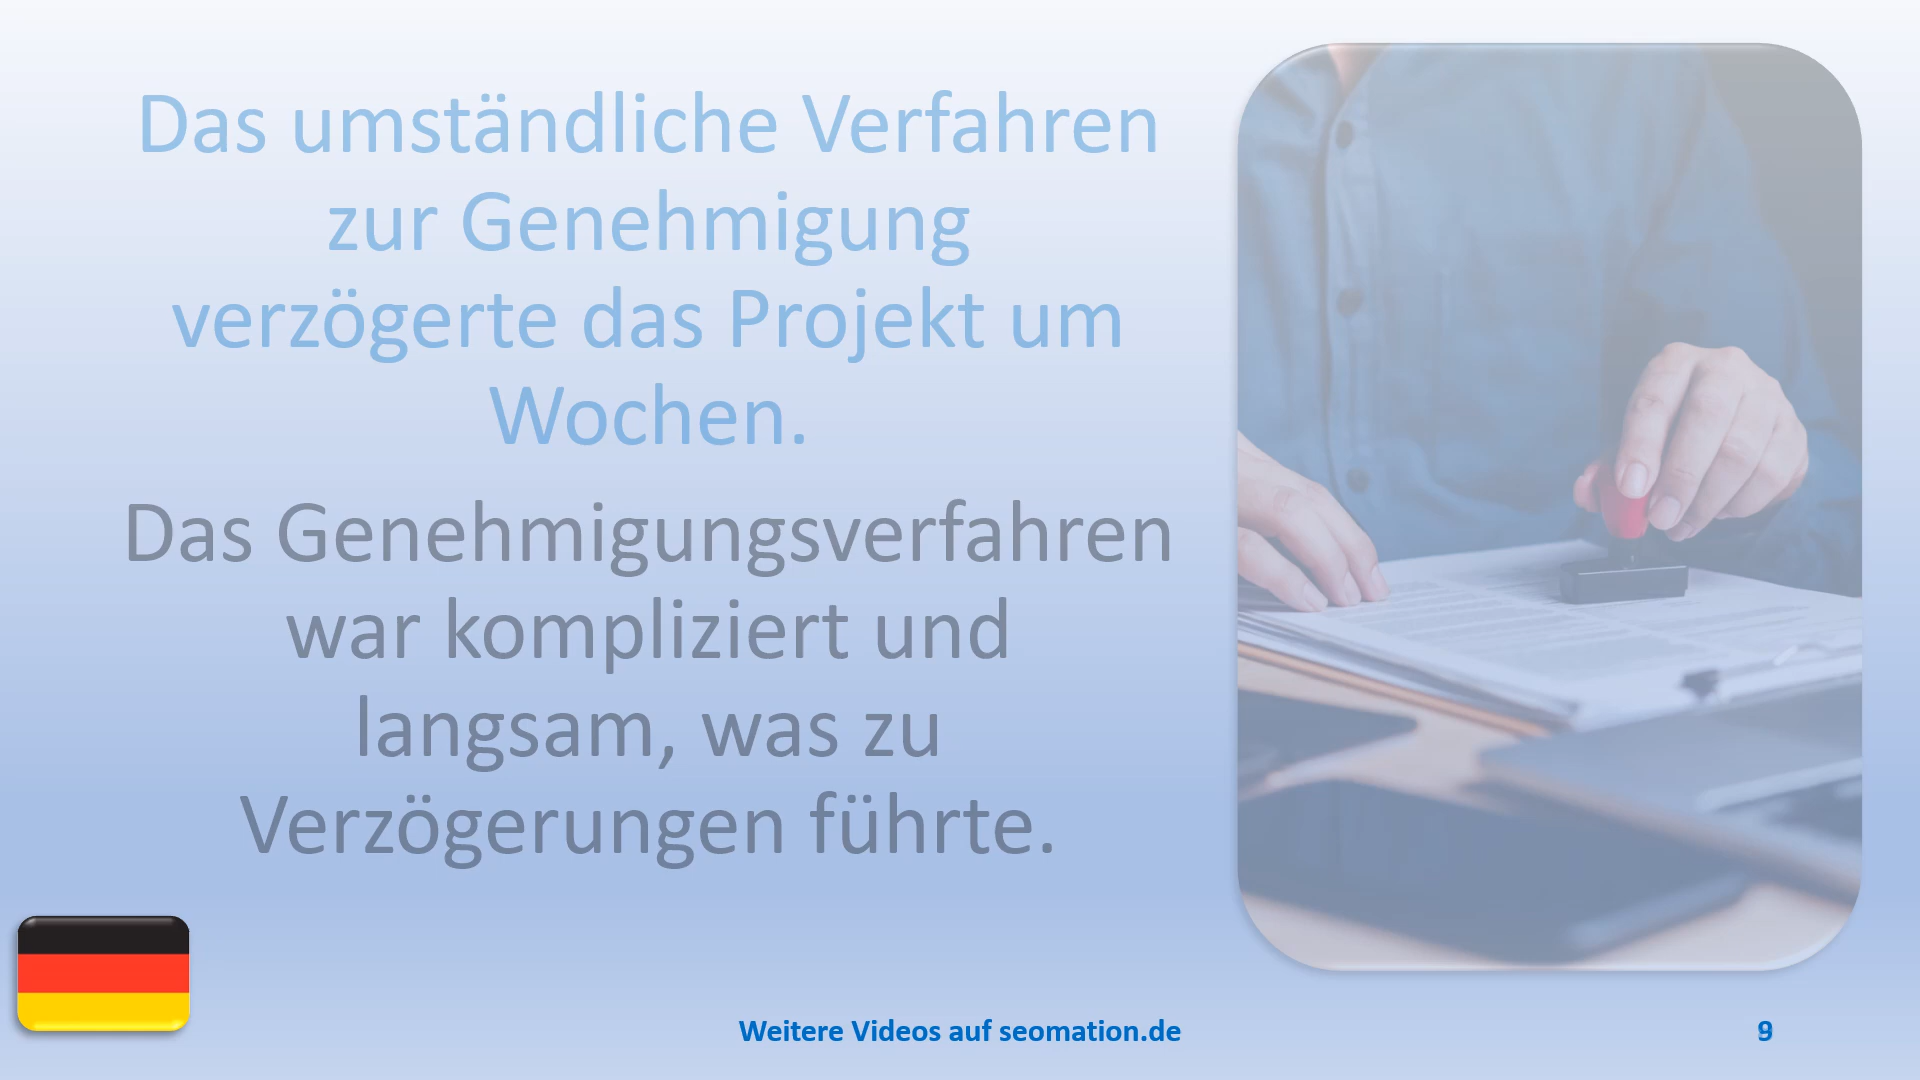 Das umständliche Verfahren
zur Genehmigung
verzögerte das Projekt um
Wochen.
Das Genehmigungsverfahren
war kompliziert und
langsam, was zu
Verzögerungen führte.
Weitere Videos auf seomation.de
9